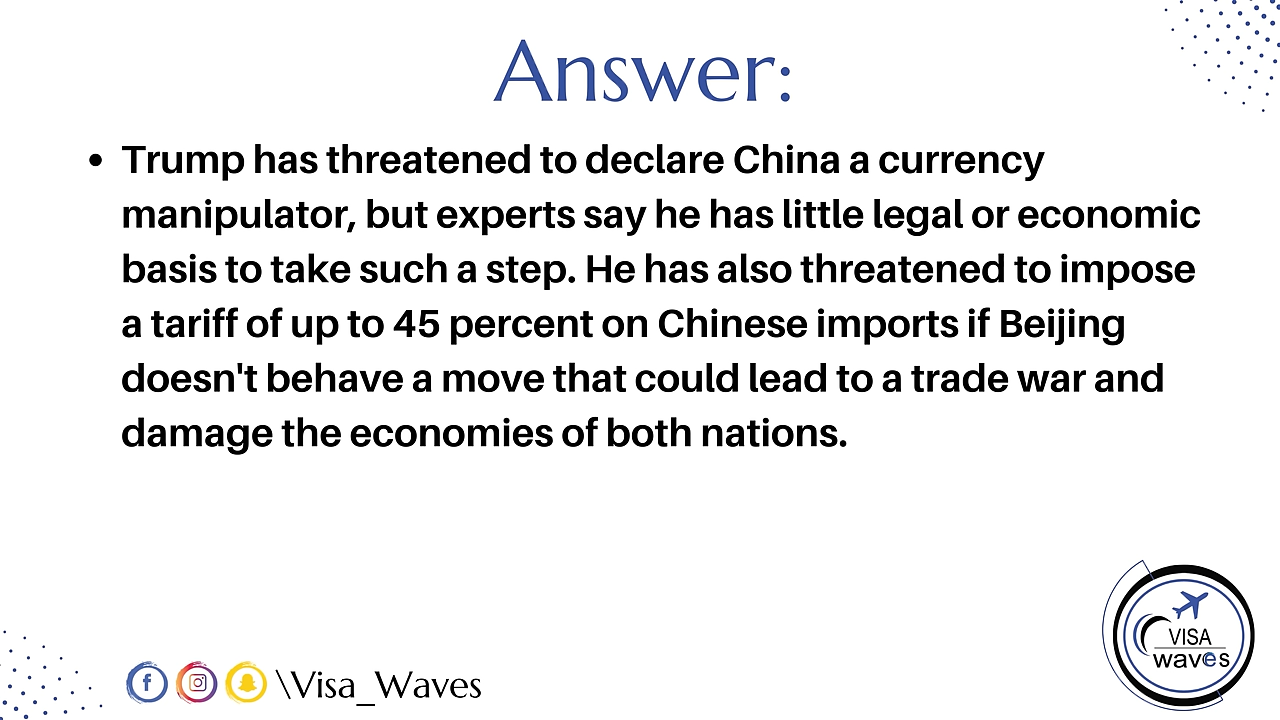 Answer:
• Trump has threatened to declare China a currency
manipulator, but experts say he has little legal or economic
basis to take such a step. He has also threatened to impose
a tariff of up to 45 percent on Chinese imports if Beijing
doesn't behave a move that could lead to a trade war and
damage the economies of both nations.
VISA
waves
\Visa_Waves